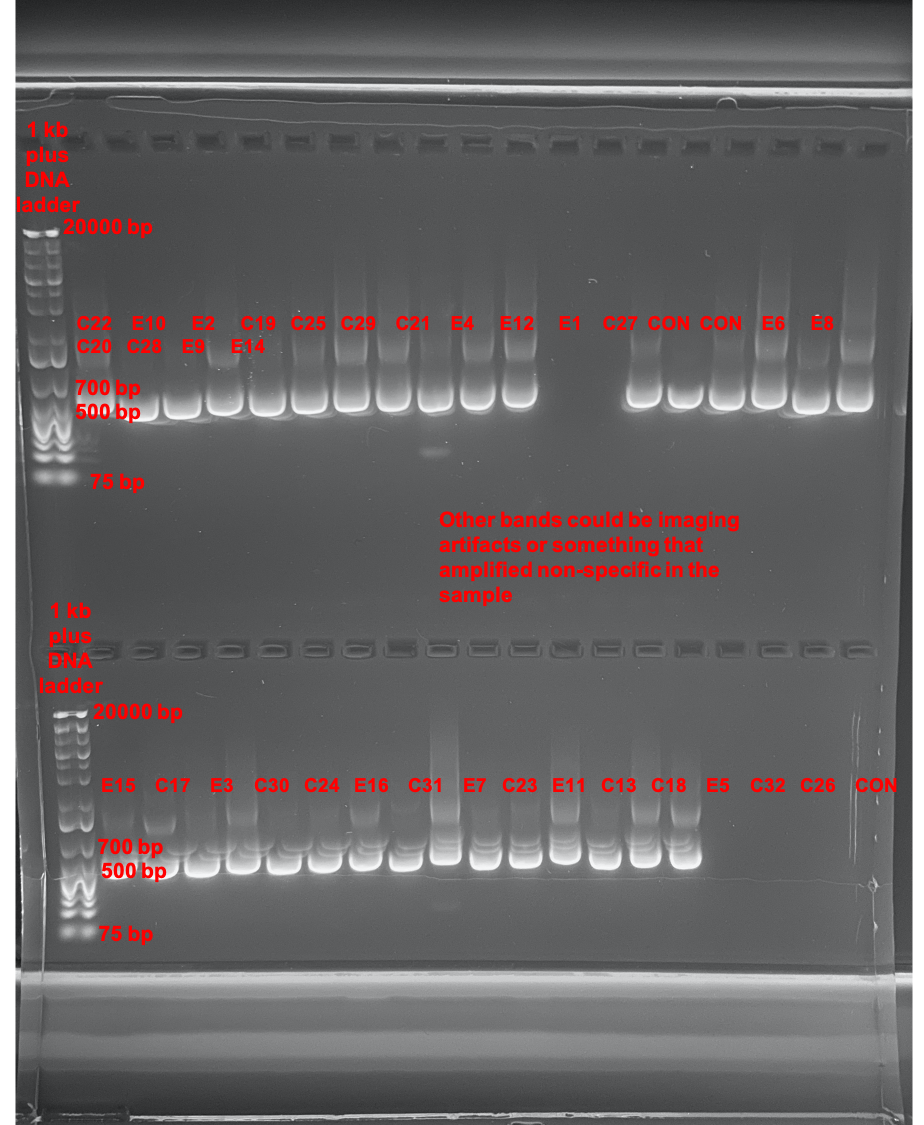 1 kb
plus
DNA
ladder
20000 bp
C22 E10 E2 C19 C25 C29 C21 E4 E12 E1 C27 CON CON E6 E8
C20 C28 E9 E14
700 bp
500 bp
75 bp
Other bands could be imaging
artifacts or something that
amplified non-specific in the
sample
1 kb
plus
DNA
ladder
20000 bp
E15 C17 E3 C30 C24 E16 C31 E7 C23 E11 C13 C18 E5 C32 C26 CON
700 bp
500 bp
75 bp